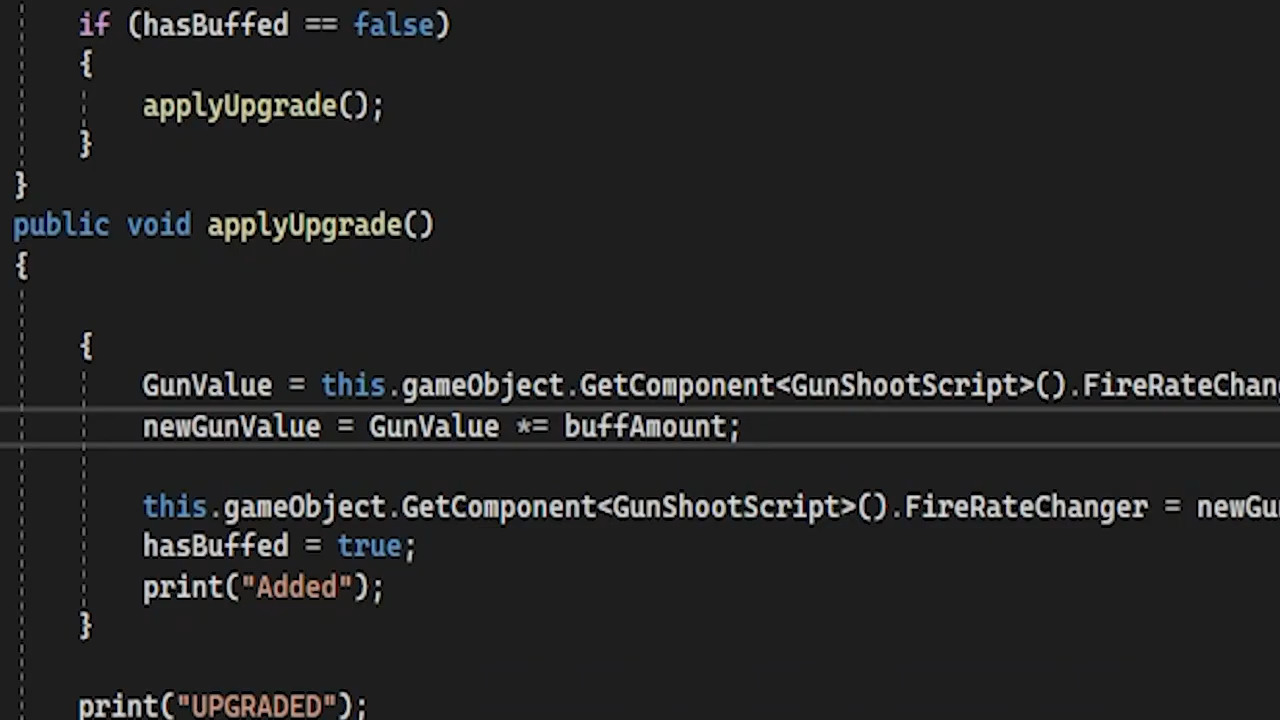 if (hasBuffed == false)
{
applyUpgrade();
}
}
public void applyUpgrade()
{
{
GunValue = this.gameObject.GetComponent<GunShootScript>().FireRateChan
newGunValue = GunValue *= buffAmount;
this.gameObject.GetComponent<GunShootScript>().FireRateChanger = newGu
hasBuffed = true;
print("Added");
}
print("UPGRADED");